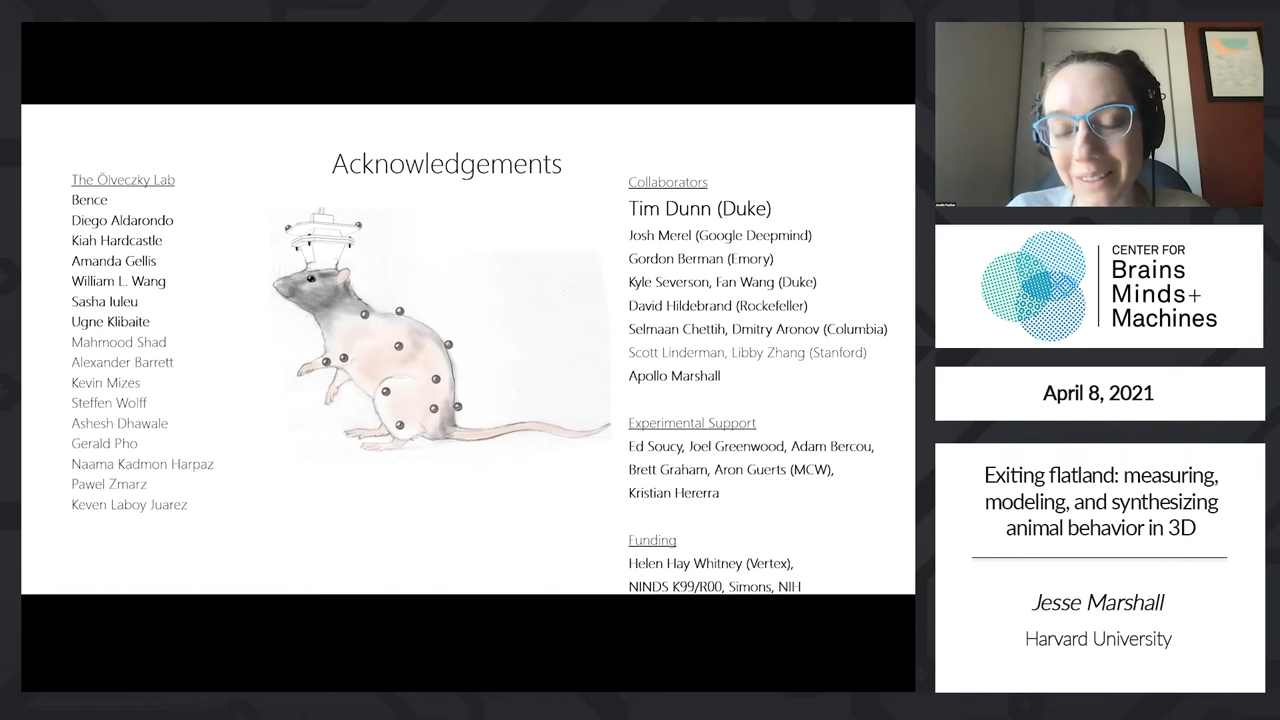 Acknowledgements
The Ölveczky Lab
Bence
Diego Aldarondo
Kiah Hardcastle
Amanda Gellis
William L. Wang
Sasha Iuleu
Ugne Klibaite
Mahmood Shad
Alexander Barrett
Kevin Mizes
Steffen Wolff
Ashesh Dhawale
Gerald Pho
Naama Kadmon Harpaz
Pawel Zmarz
Keven Laboy Juarez
Collaborators
Tim Dunn (Duke)
Josh Merel (Google Deepmind)
Gordon Berman (Emory)
Kyle Severson, Fan Wang (Duke)
David Hildebrand (Rockefeller)
Selmaan Chettih, Dmitry Aronov (Columbia)
Scott Linderman, Libby Zhang (Stanford)
Apollo Marshall
Experimental Support
Ed Soucy, Joel Greenwood, Adam Bercou,
Brett Graham, Aron Guerts (MCW),
Kristian Hererra
Funding
Helen Hay Whitney (Vertex),
NINDS K99/R00, Simons, NIH
CENTER FOR
Brains
Minds+
Machines
April 8, 2021
Exiting flatland: measuring,
modeling, and synthesizing
animal behavior in 3D
Jesse Marshall
Harvard University